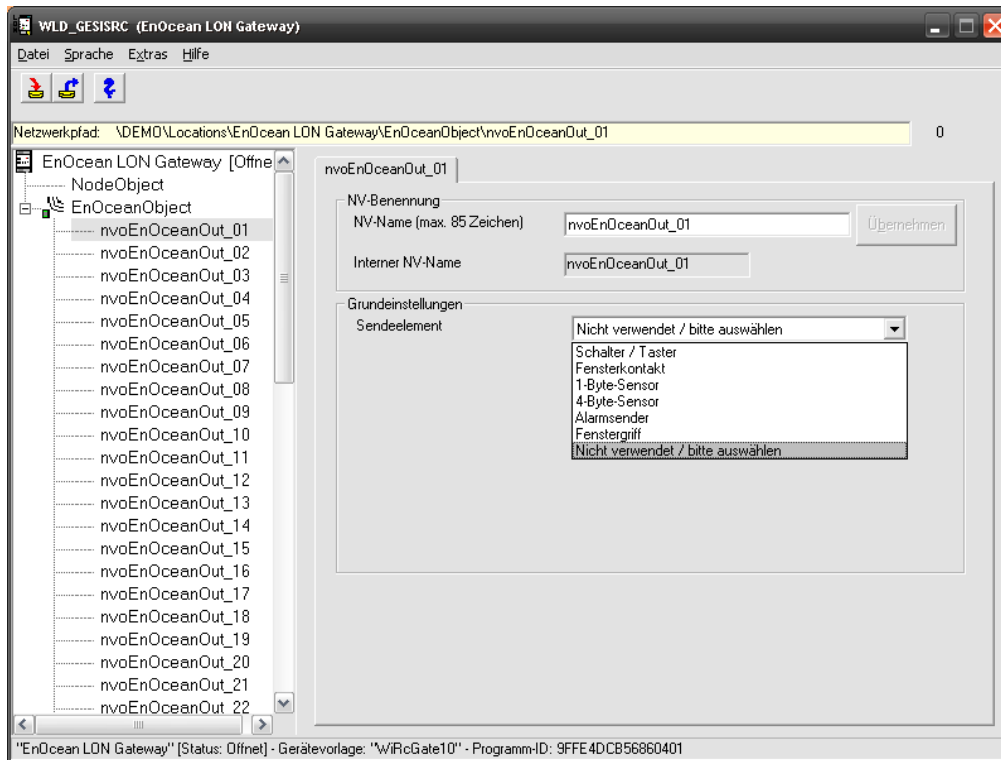 WLD_GESISRC (EnOcean LON Gateway)
Datei Sprache Extras Hilfe
Netzwerkpfad: \DEMO\Locations\EnOcean LON Gateway\EnOceanObject\nvoEnOceanOut_01 0
EnOcean LON Gateway [Offne
NodeObject
EnOceanObject
nvoEnOceanOut_01
nvoEnOceanOut_02
nvoEnOceanOut_03
nvoEnOceanOut_04
nvoEnOceanOut_05
nvoEnOceanOut_06
nvoEnOceanOut_07
nvoEnOceanOut_08
nvoEnOceanOut_09
nvoEnOceanOut_10
nvoEnOceanOut_11
nvoEnOceanOut_12
nvoEnOceanOut_13
nvoEnOceanOut_14
nvoEnOceanOut_15
nvoEnOceanOut_16
nvoEnOceanOut_17
nvoEnOceanOut_18
nvoEnOceanOut_19
nvoEnOceanOut_20
nvoEnOceanOut_21
nvoEnOceanOut_22
nvoEnOceanOut_01
NV-Benennung
NV-Name (max. 85 Zeichen) nvoEnOceanOut_01 Übernehmen
Interner NV-Name nvoEnOceanOut_01
Grundeinstellungen
Sendeelement Nicht verwendet / bitte auswählen
Schalter / Taster
Fensterkontakt
1-Byte-Sensor
4-Byte-Sensor
Alarmsender
Fenstergriff
Nicht verwendet / bitte auswählen
"EnOcean LON Gateway" [Status: Offnet] - Gerätevorlage: "WiRcGate10" - Programm-ID: 9FFE4DCB56860401